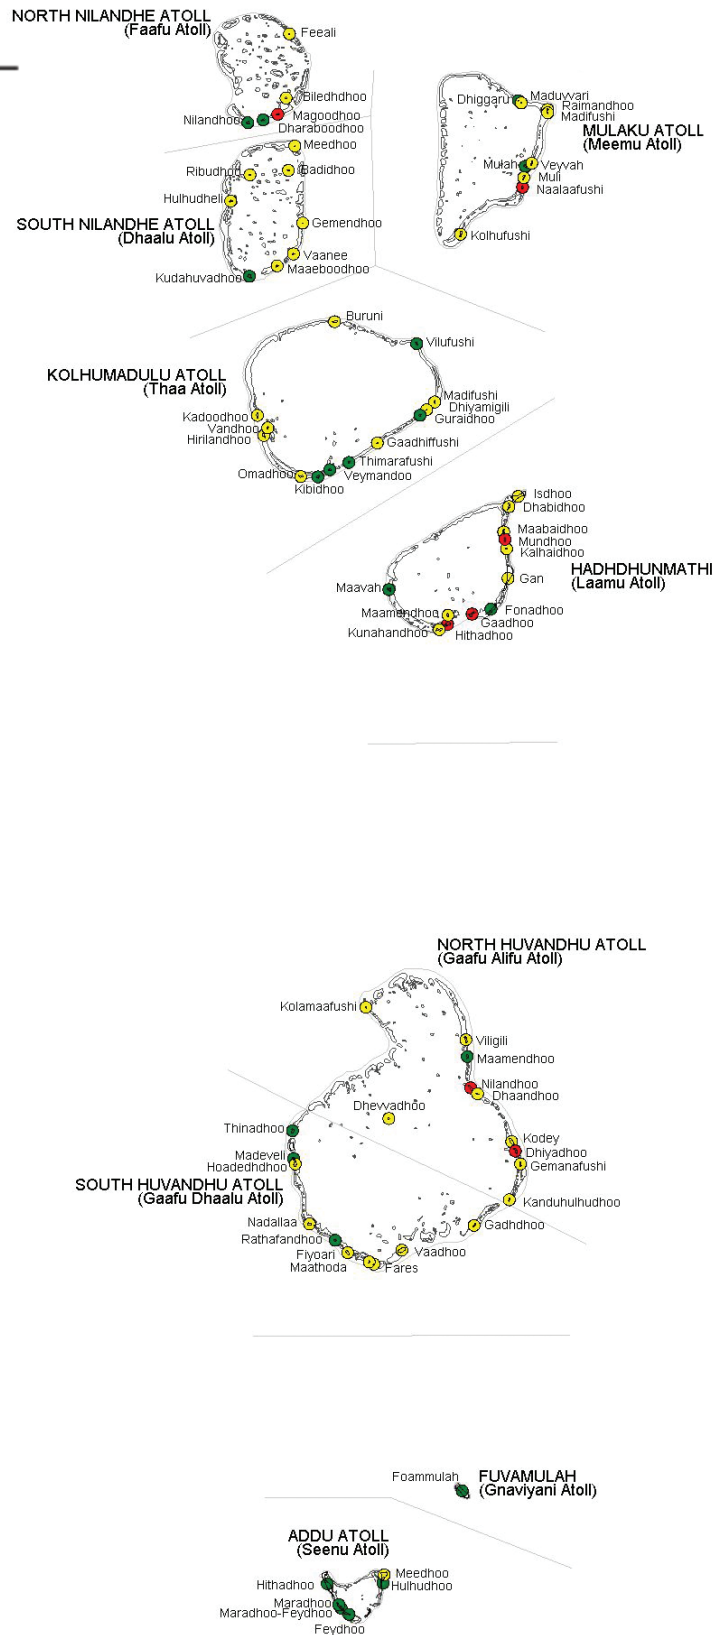 NORTH NILANDHE ATOLL
(Faafu Atoll)
Feeali
Biledhdhoo
Magoodhoo
Nilandhoo
Dharaboodhoo
Dhiggaru
Maduvvari
Raimandhoo
Madifushi
MULAKU ATOLL
(Meemu Atoll)
Mulah
Veyvah
Muli
Naalaafushi
Kolhufushi
Meedhoo
Ribudhoo
Badidhoo
Hulhudheli
SOUTH NILANDHE ATOLL
(Dhaalu Atoll)
Gemendhoo
Vaanee
Maaeboodhoo
Kudahuvadhoo
Buruni
Vilufushi
KOLHUMADULU ATOLL
(Thaa Atoll)
Madifushi
Dhiyamigili
Guraidhoo
Kadoodhoo
Vandhoo
Hirilandhoo
Gaadhiffushi
Thimarafushi
Omadhoo
Veymandoo
Kibidhoo
Isdhoo
Dhabidhoo
Maabaidhoo
Mundhoo
Kalhaidhoo
HADHDHUNMATHI
(Laamu Atoll)
Gan
Maavah
Maamendhoo
Fonadhoo
Gaadhoo
Kunahandhoo
Hithadhoo
NORTH HUVANDHU ATOLL
(Gaafu Alifu Atoll)
Kolamaafushi
Viligili
Maamendhoo
Nilandhoo
Dhaandhoo
Dhevvadhoo
Thinadhoo
Kodey
Dhiyadhoo
Gemanafushi
Madeveli
Hoadedhdhoo
SOUTH HUVANDHU ATOLL
(Gaafu Dhaalu Atoll)
Kanduhulhudhoo
Nadallaa
Gadhdhoo
Rathafandhoo
Fiyoari
Vaadhoo
Maathoda
Fares
Foammulah
FUVAMULAH
(Gnaviyani Atoll)
ADDU ATOLL
(Seenu Atoll)
Meedhoo
Hithadhoo
Hulhudhoo
Maradhoo
Maradhoo-Feydhoo
Feydhoo